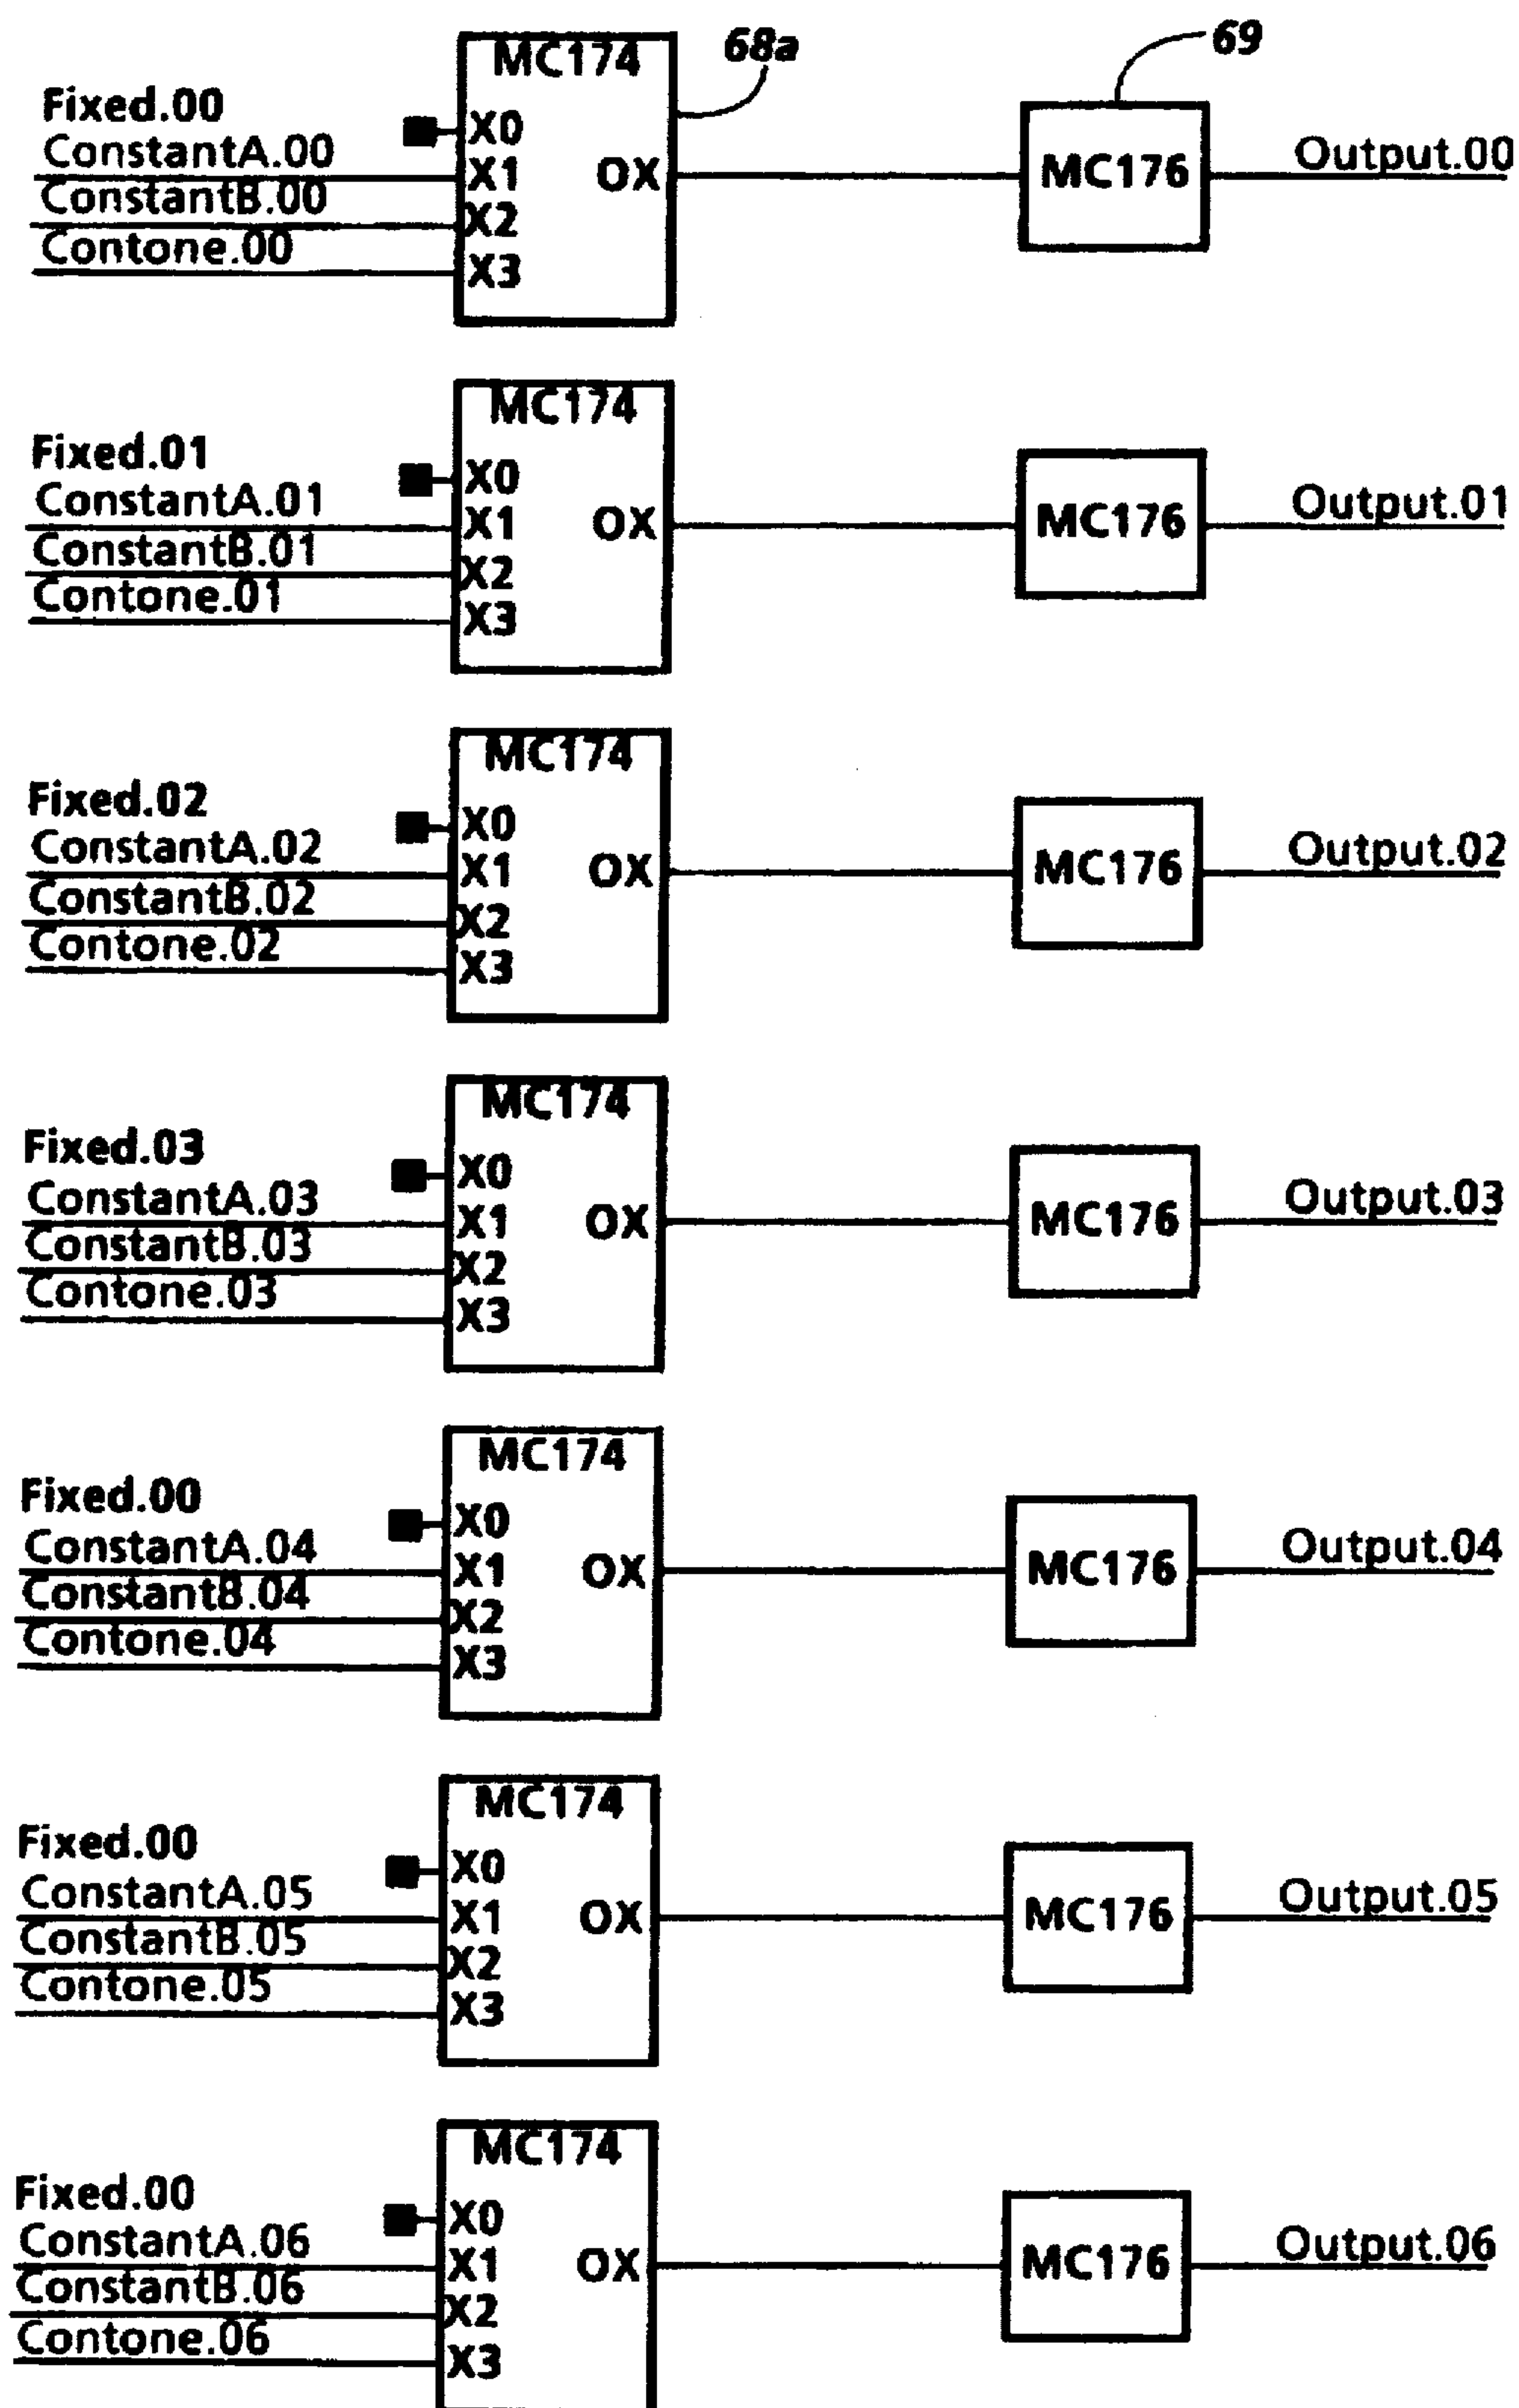 MC174
68a
69
Fixed.00
X0
ConstantA.00
X1
OX
MC176
Output.00
ConstantB.00
X2
Contone.00
X3
MC174
Fixed.01
X0
ConstantA.01
X1
OX
MC176
Output.01
ConstantB.01
X2
Contone.01
X3
MC174
Fixed.02
X0
ConstantA.02
X1
OX
MC176
Output.02
ConstantB.02
X2
Contone.02
X3
MC174
Fixed.03
X0
ConstantA.03
X1
OX
MC176
Output.03
ConstantB.03
X2
Contone.03
X3
MC174
Fixed.00
X0
ConstantA.04
X1
OX
MC176
Output.04
ConstantB.04
X2
Contone.04
X3
MC174
Fixed.00
X0
ConstantA.05
X1
OX
MC176
Output.05
ConstantB.05
X2
Contone.05
X3
MC174
Fixed.00
X0
ConstantA.06
X1
OX
MC176
Output.06
ConstantB.06
X2
Contone.06
X3